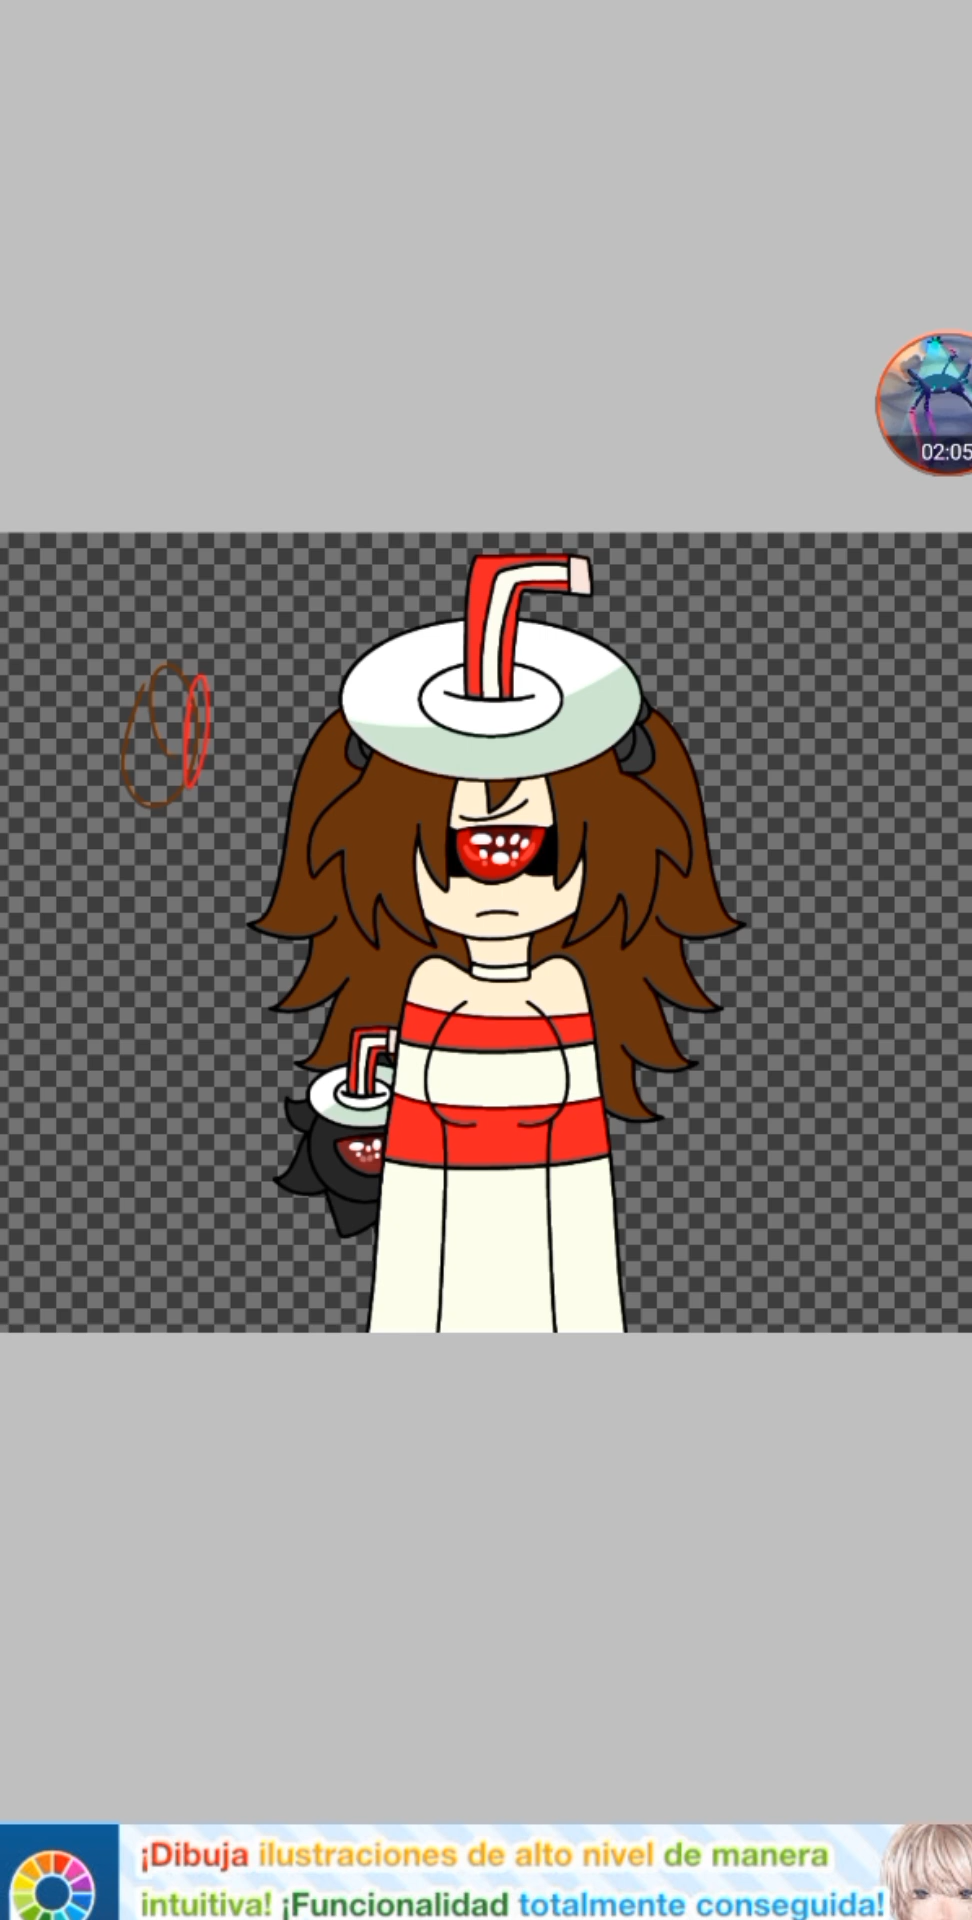 02:05
¡Dibuja ilustraciones de alto nivel de manera
intuitiva! ¡Funcionalidad totalmente conseguida!